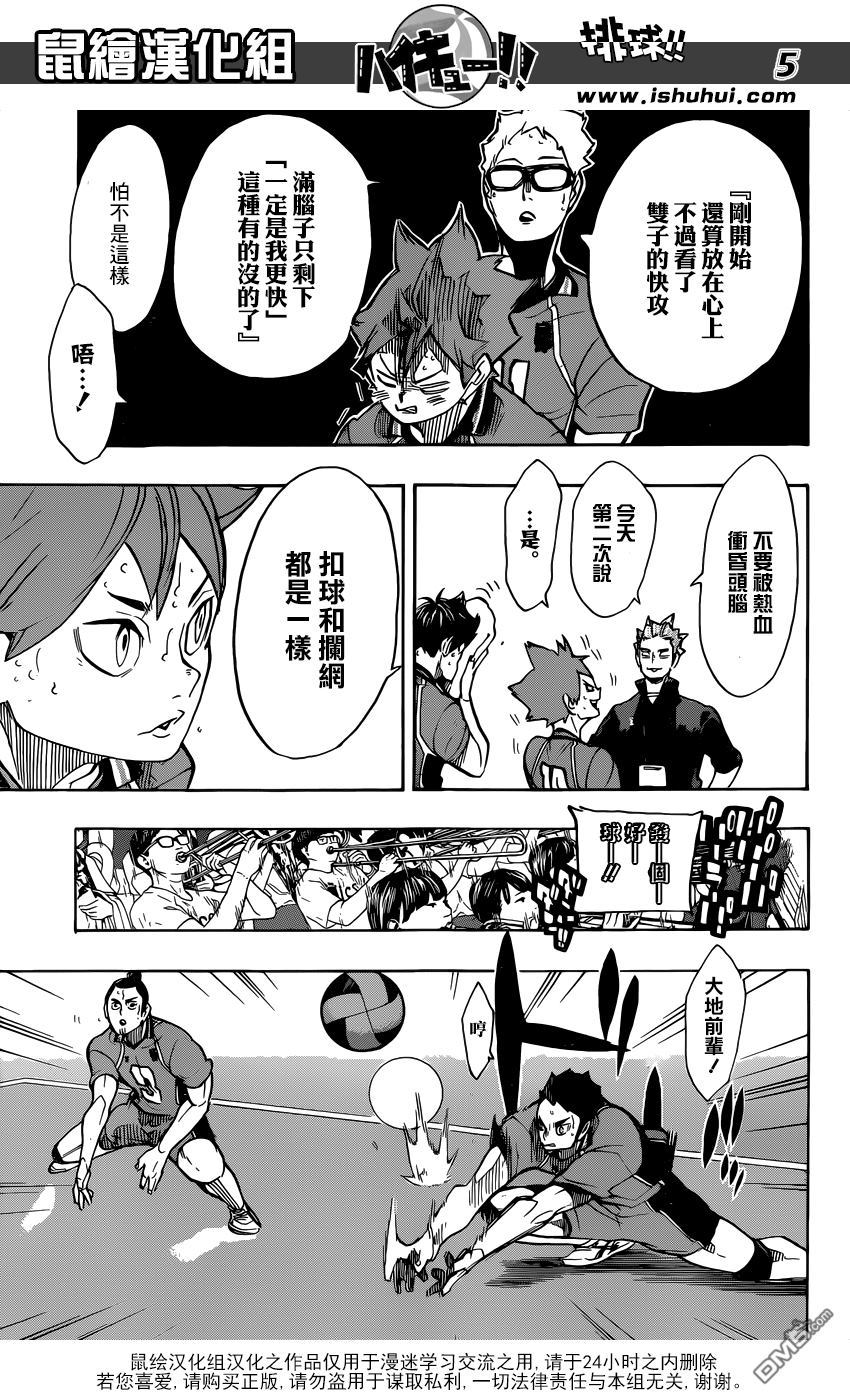 鼠繪漢化組
ハイキュー!!
排球!!
5
www.ishuhui.com
『剛開始
還算放在心上
不過看了
雙子的快攻
滿腦子只剩下
「一定是我更快」
這種有的沒的了』
怕不是這樣
唔…！
不要被熱血
衝昏頭腦
今天
第二次說
…是。
扣球和攔網
都是一樣
發個
好
球!!
大地前輩！
哼
鼠绘汉化组汉化之作品仅用于漫迷学习交流之用, 请于24小时之内删除
若您喜爱, 请购买正版, 请勿用于谋取私利, 一切法律责任与本组无关, 谢谢.